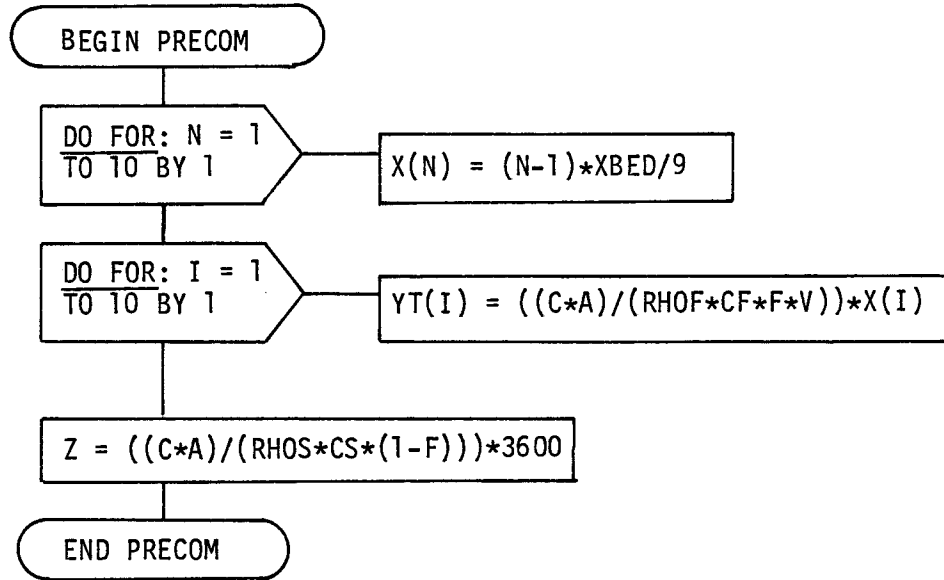 BEGIN PRECOM
DO FOR: N = 1
TO 10 BY 1
X(N) = (N-1)*XBED/9
DO FOR: I = 1
TO 10 BY 1
YT(I) = ((C*A)/(RHOF*CF*F*V))*X(I)
Z = ((C*A)/(RHOS*CS*(1-F)))*3600
END PRECOM